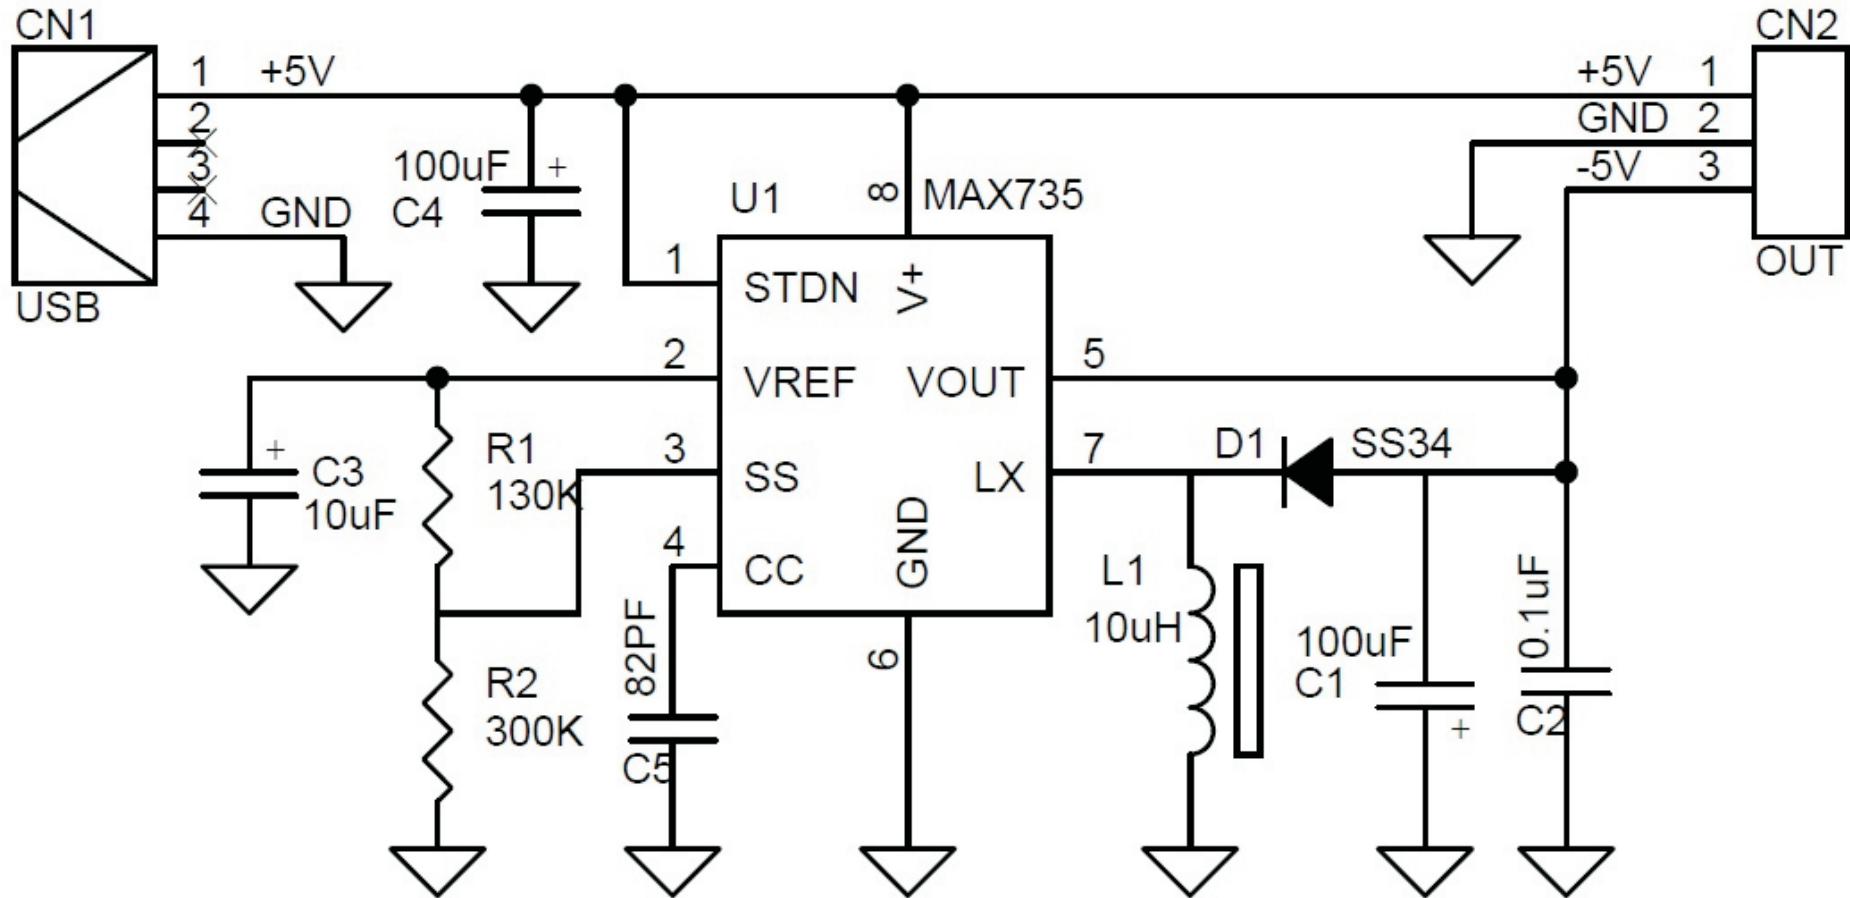 CN1
CN2
1 +5V
+5V 1
2
GND 2
3
-5V 3
4 GND
100uF +
C4
U1
8 MAX735
USB
OUT
1 STDN
V+
2 VREF
VOUT 5
+ C3
10uF
R1
130K
3 SS
LX 7
D1 SS34
4 CC
GND
6
82PF
C5
R2
300K
L1
10uH
100uF
C1
+
0.1uF
C2